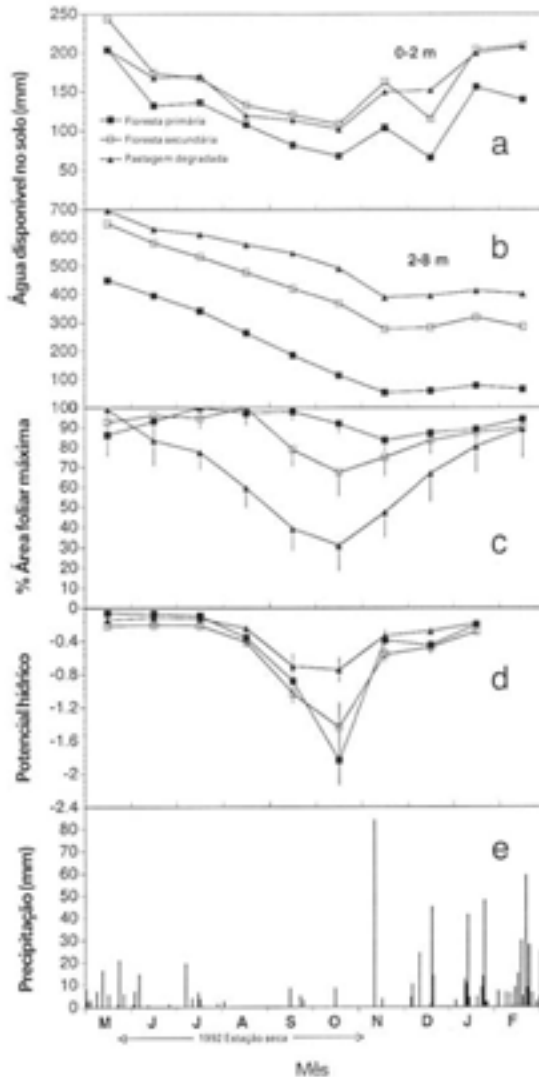 250
200
150
100
50
0-2 m
Floresta primária
Floresta secundária
Pastagem degradada
a
Água disponível no solo (mm)
700
600
500
400
300
200
100
b
2-8 m
100
90
80
70
60
50
40
30
20
10
0
% Área foliar máxima
c
-0.4
-0.8
-1.2
-1.6
-2
-2.4
Potencial hídrico
d
80
70
60
50
40
30
20
10
0
Precipitação (mm)
e
M J J A S O N D J F
1992 Estação seca
Mês